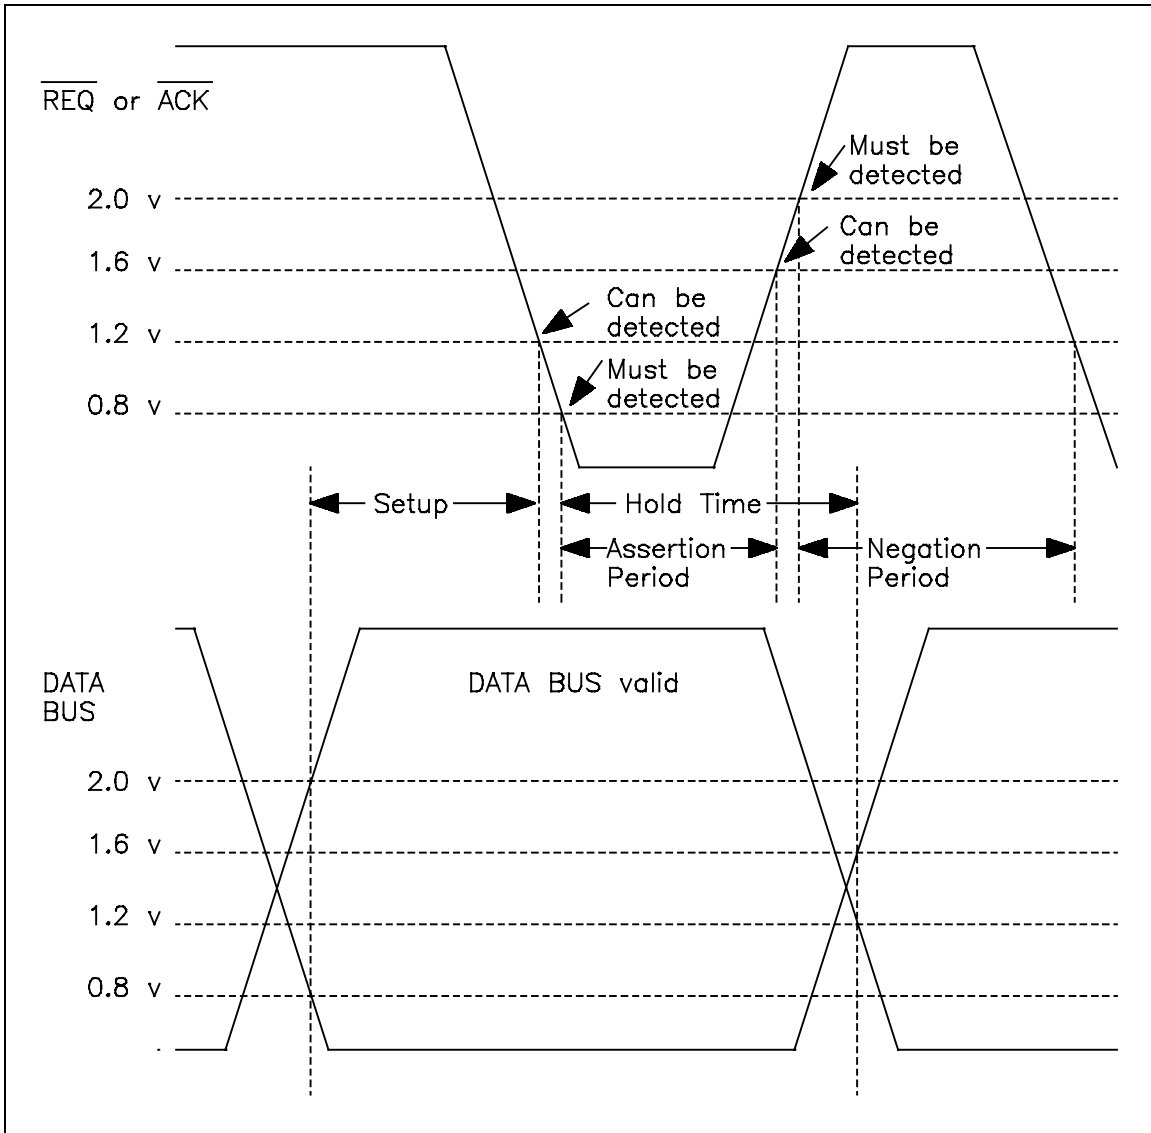 REQ or ACK
Must be
detected
2.0 v
Can be
detected
1.6 v
Can be
detected
1.2 v
Must be
detected
0.8 v
Setup
Hold Time
Assertion
Period
Negation
Period
DATA
BUS
DATA BUS valid
2.0 v
1.6 v
1.2 v
0.8 v